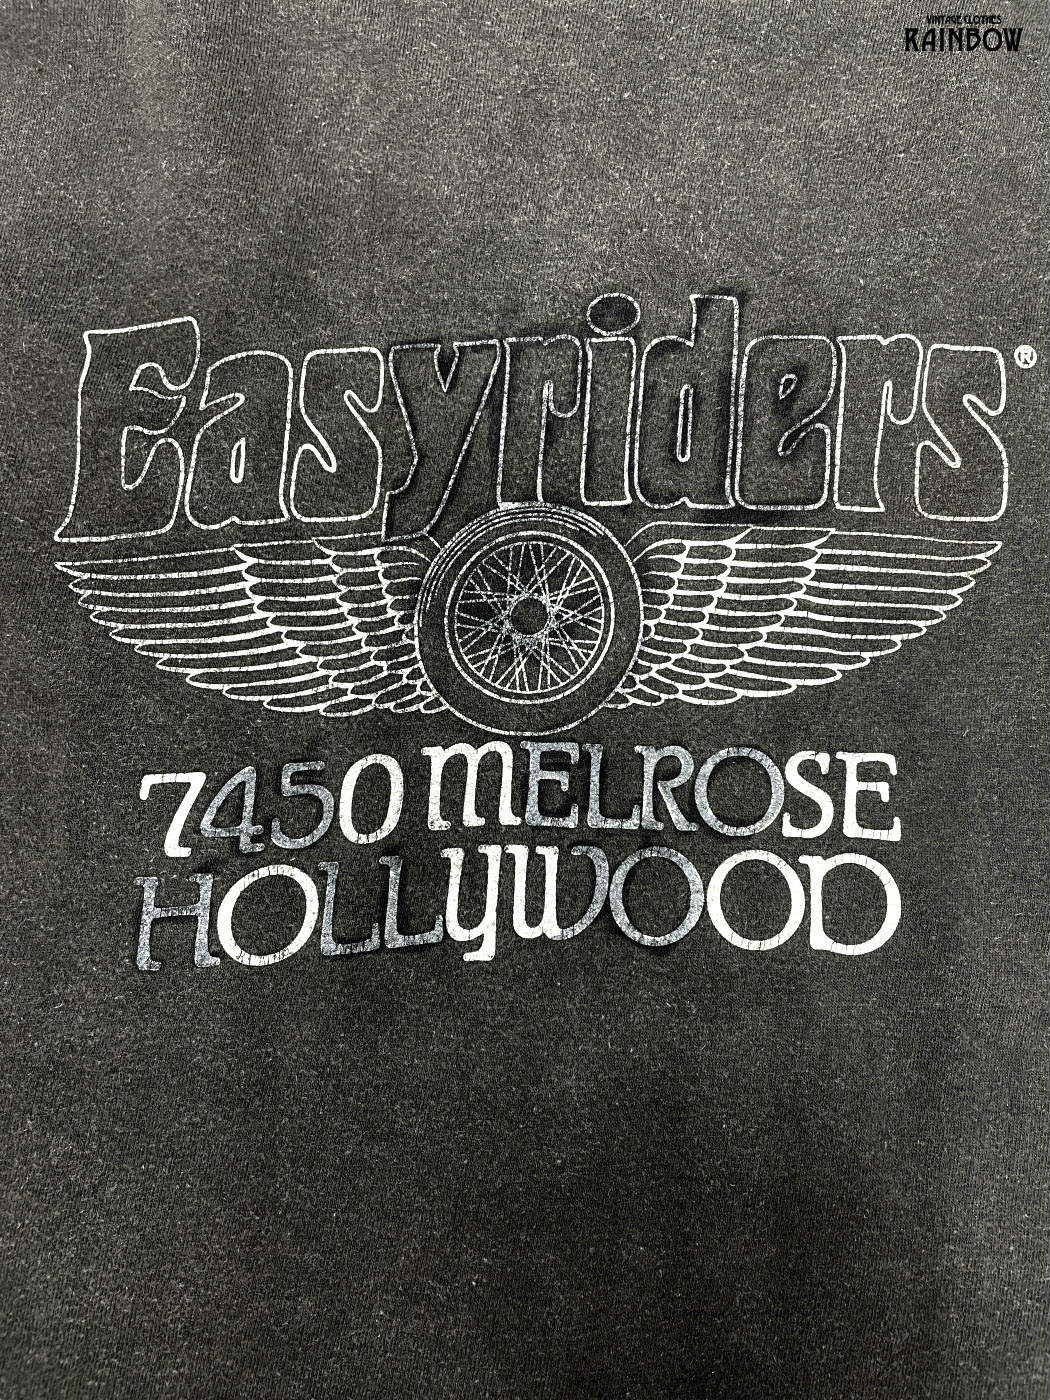 VINTAGE CLOTHES
RAINBOW
Easyriders®
7450 MELROSE
HOLLYWOOD